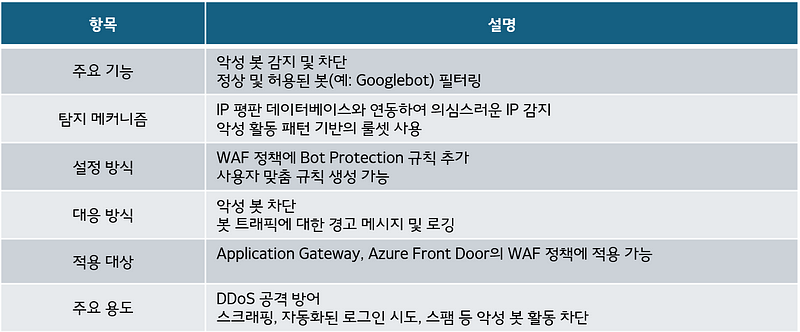 항목 설명
주요 기능 악성 봇 감지 및 차단
정상 및 허용된 봇(예: Googlebot) 필터링
탐지 메커니즘 IP 평판 데이터베이스와 연동하여 의심스러운 IP 감지
악성 활동 패턴 기반의 룰셋 사용
설정 방식 WAF 정책에 Bot Protection 규칙 추가
사용자 맞춤 규칙 생성 가능
대응 방식 악성 봇 차단
봇 트래픽에 대한 경고 메시지 및 로깅
적용 대상 Application Gateway, Azure Front Door의 WAF 정책에 적용 가능
주요 용도 DDoS 공격 방어
스크래핑, 자동화된 로그인 시도, 스팸 등 악성 봇 활동 차단